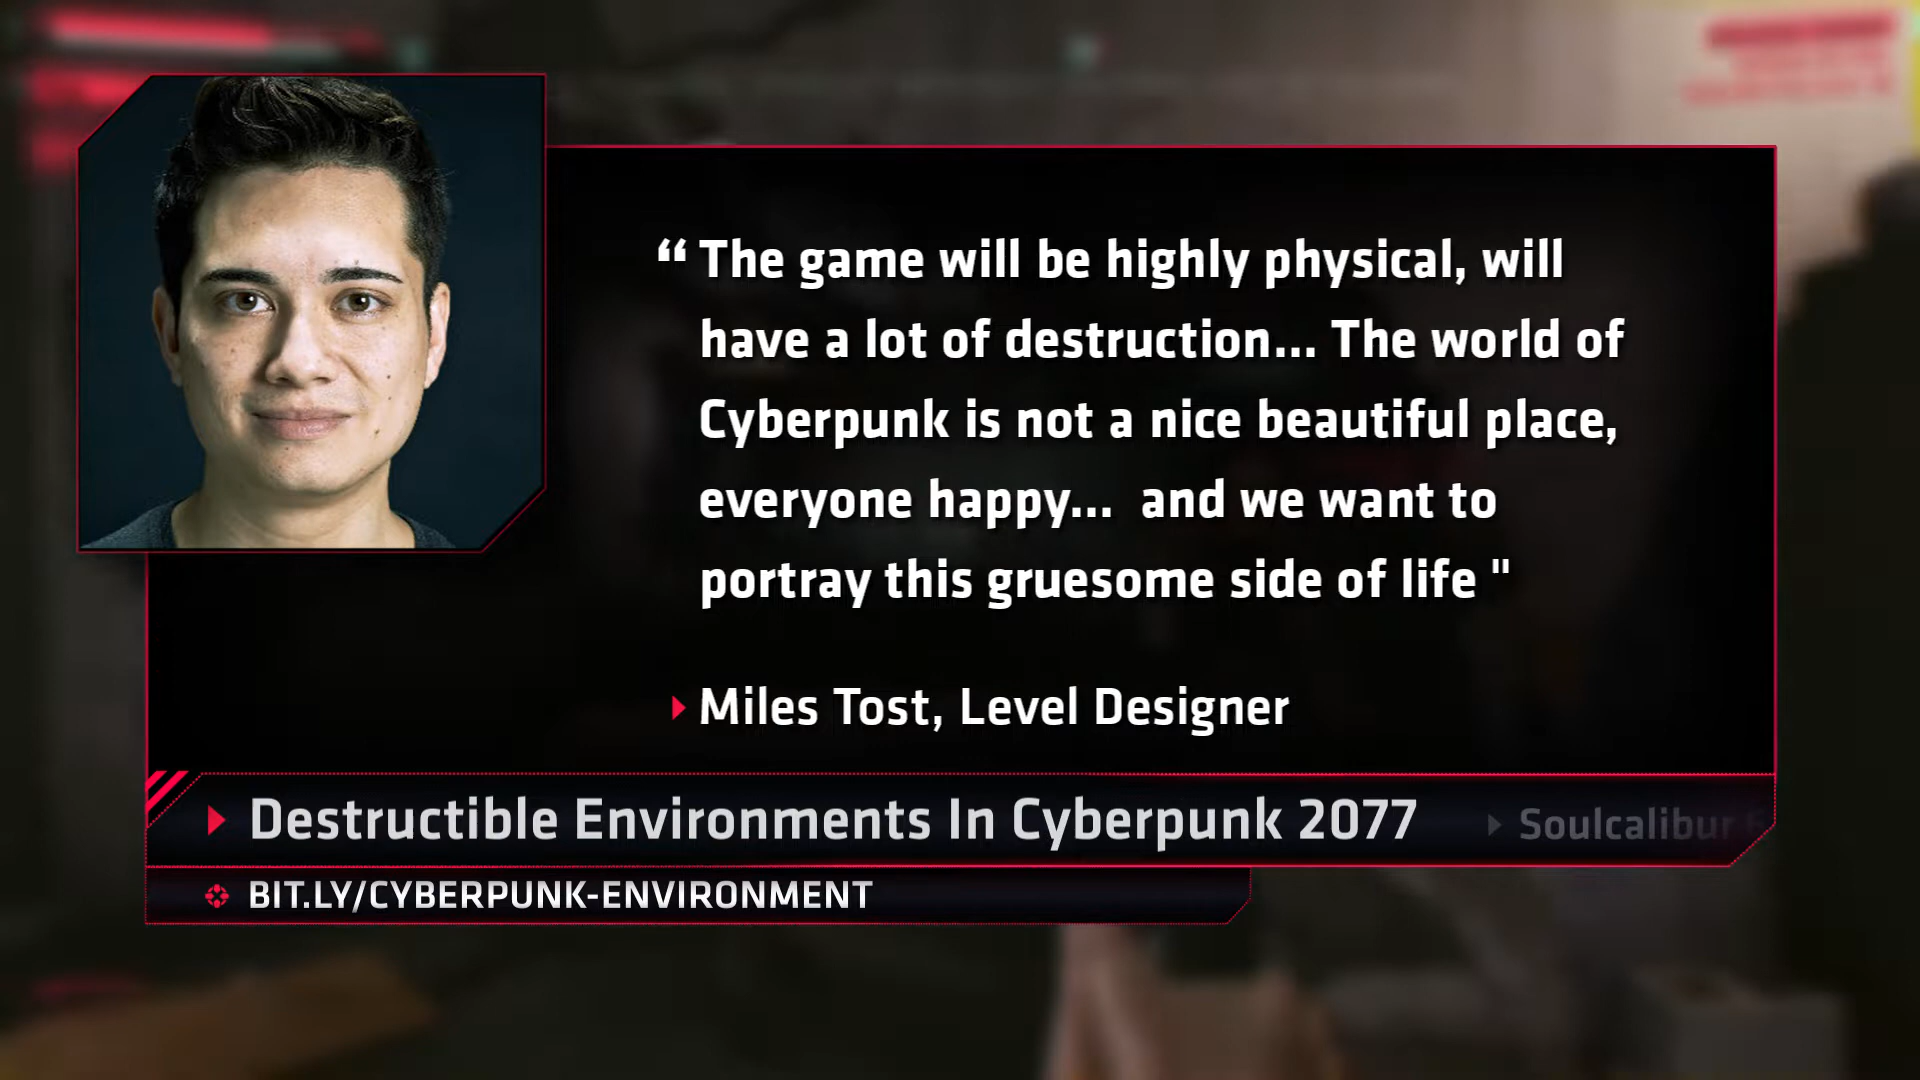 “ The game will be highly physical, will
have a lot of destruction... The world of
Cyberpunk is not a nice beautiful place,
everyone happy...  and we want to
portray this gruesome side of life "
Miles Tost, Level Designer
Destructible Environments In Cyberpunk 2077
Soulcalibur
BIT.LY/CYBERPUNK-ENVIRONMENT